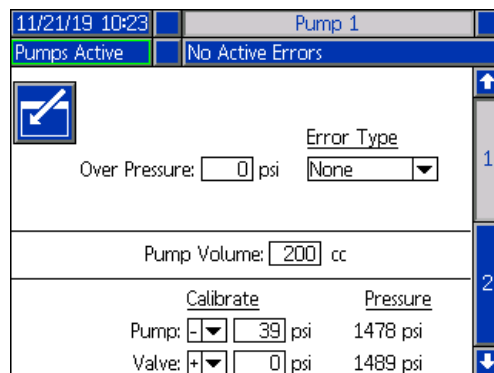 11/21/19 10:23 Pump 1
Pumps Active No Active Errors
Error Type
Over Pressure: 0 psi None
1
Pump Volume: 200 cc
2
Calibrate Pressure
Pump: - 39 psi 1478 psi
Valve: + 0 psi 1489 psi